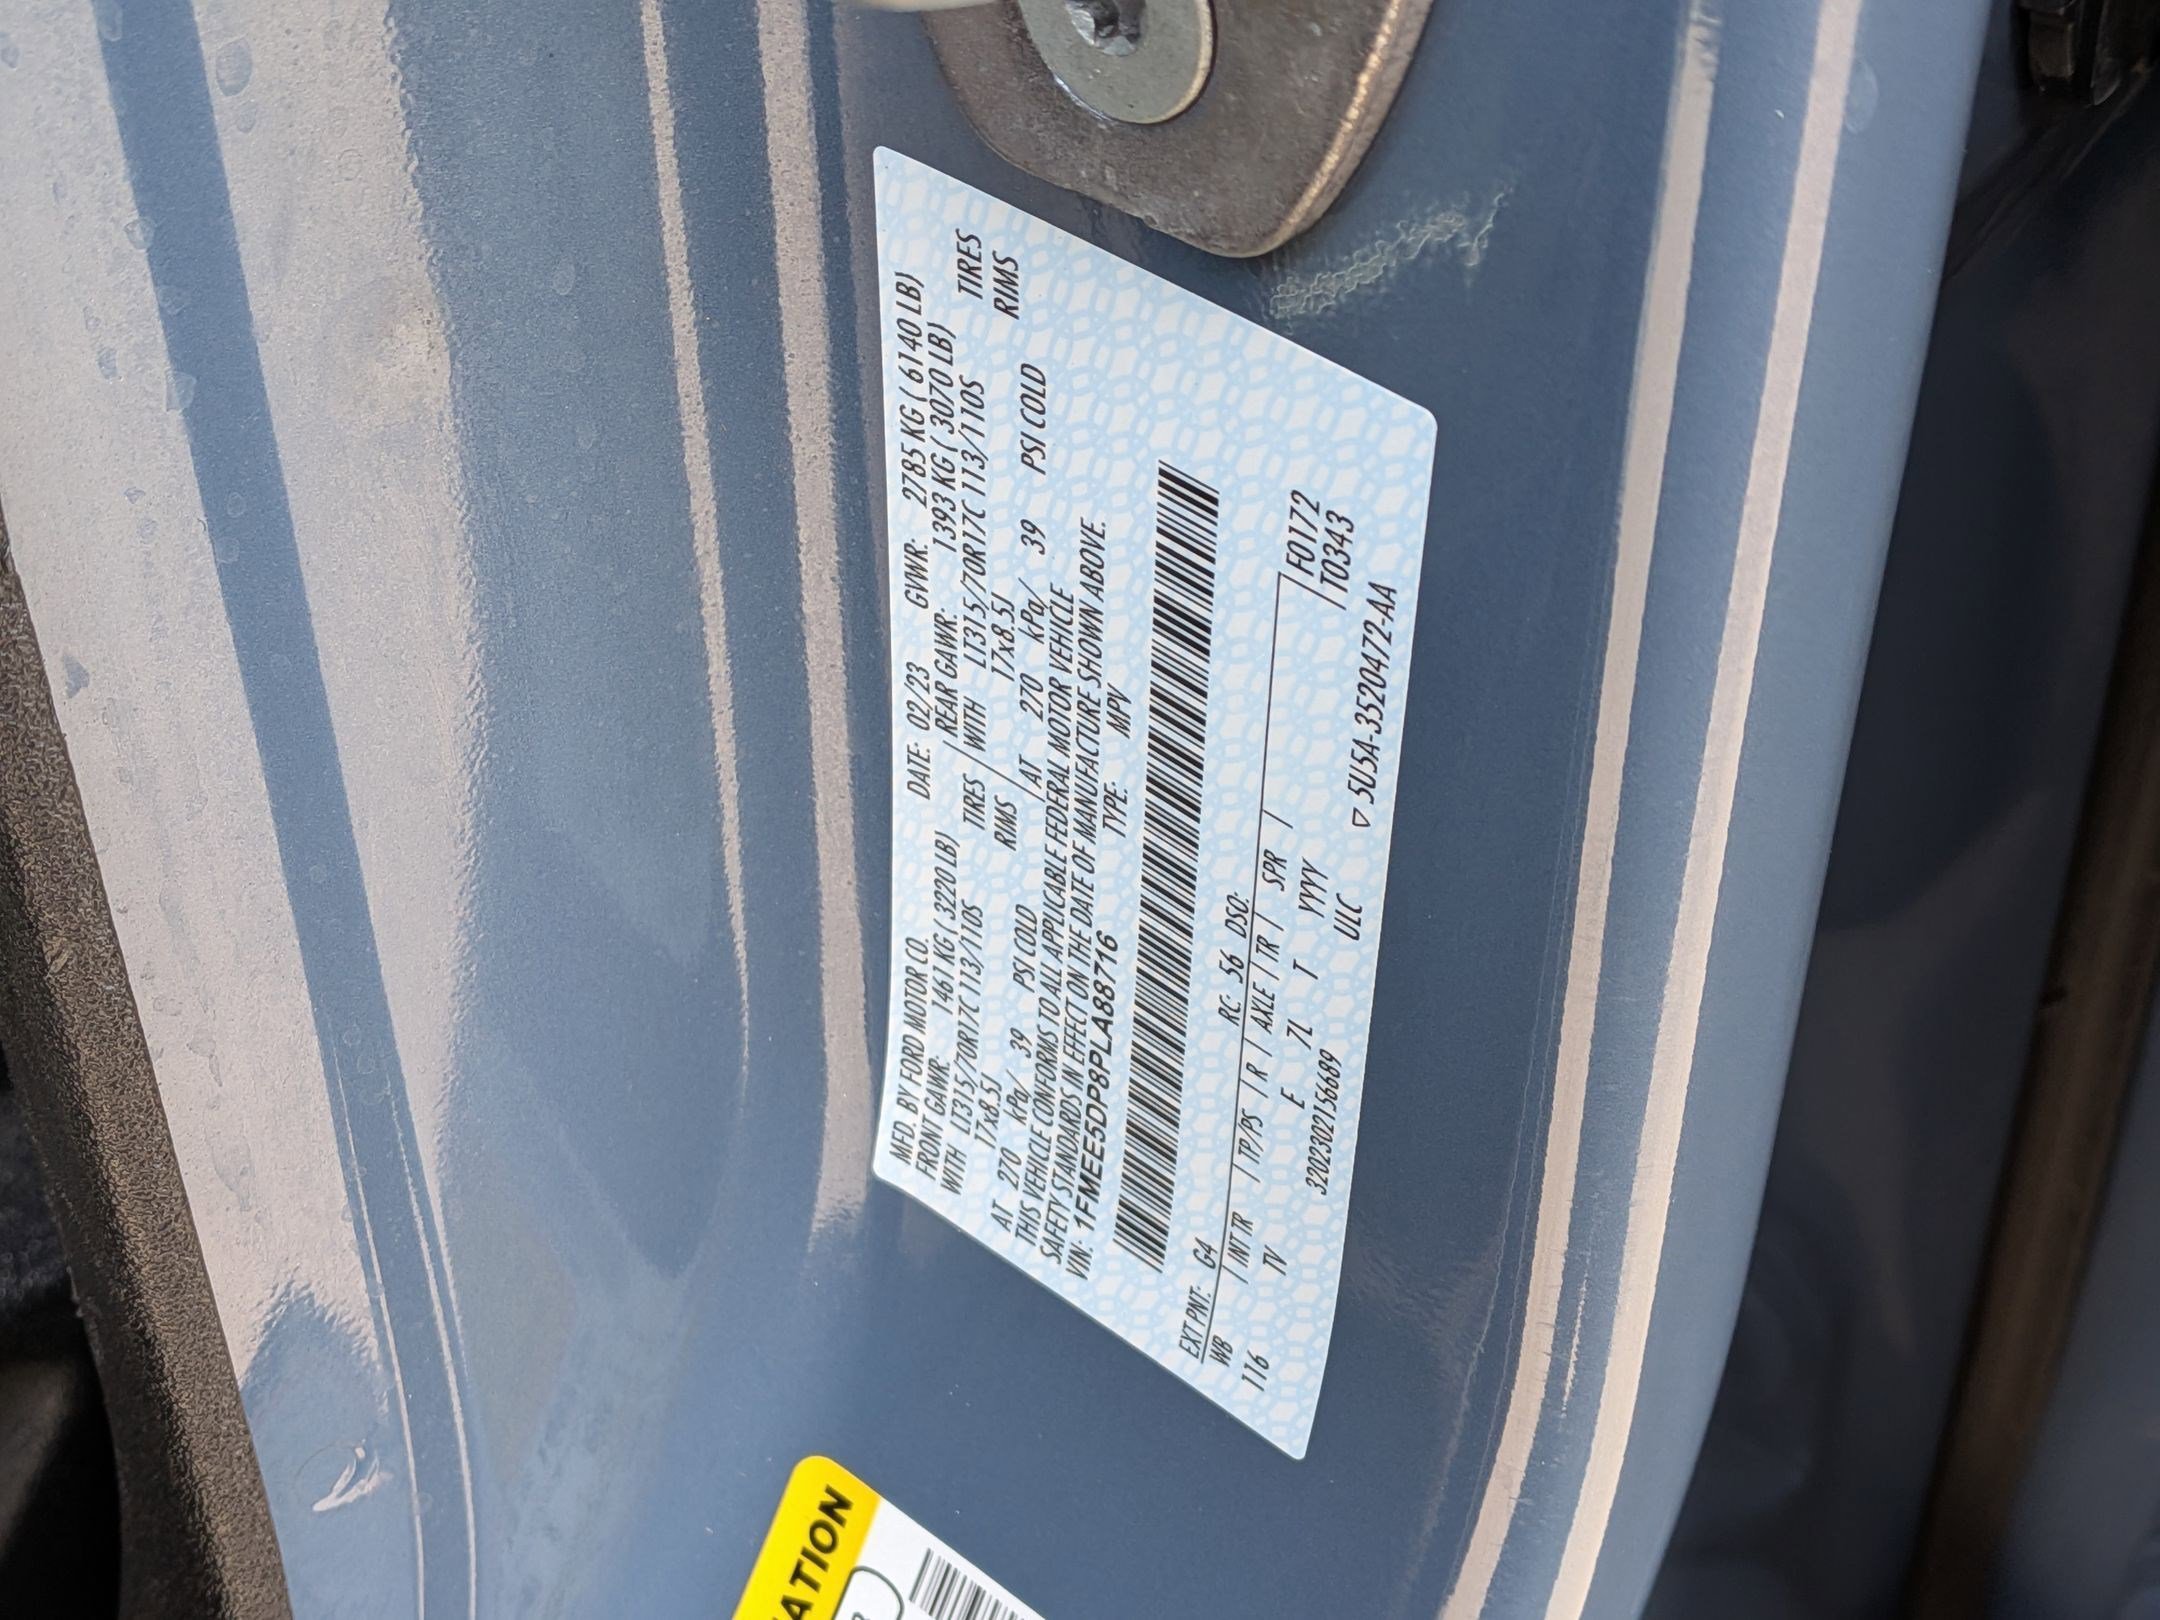 MFD. BY FORD MOTOR CO. DATE: 02/23 GVWR: 2785 KG ( 6140 LB)
FRONT GAWR: 1461 KG ( 3220 LB) REAR GAWR: 1393 KG ( 3070 LB)
WITH LT315/70R17C 113/110S TIRES WITH LT315/70R17C 113/110S TIRES
17x8.5J RIMS 17x8.5J RIMS
AT 270 kPa/ 39 PSI COLD AT 270 kPa/ 39 PSI COLD
THIS VEHICLE CONFORMS TO ALL APPLICABLE FEDERAL MOTOR VEHICLE
SAFETY STANDARDS IN EFFECT ON THE DATE OF MANUFACTURE SHOWN ABOVE.
VIN: 1FMEE5DP8PLA88716 TYPE: MPV
EXT PNT: G4 RC: 56 DSO:
WB | INT TR | TP/PS | R | AXLE | TR | SPR | F0172
116 TV E 7L T YYYY T0343
3202302156689 ULC
▽ 5U5A-3520472-AA
ATION